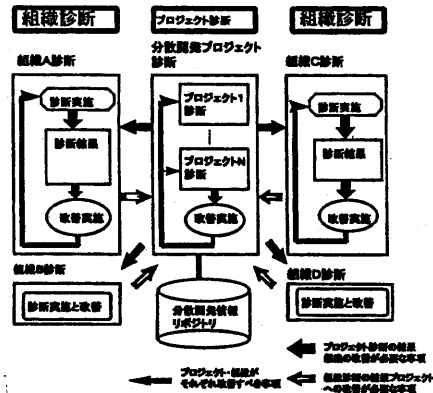 組織診断
プロジェクト診断
組織診断
組織A診断
分散開発プロジェクト
診断
組織C診断
診断実施
診断結果
改善実施
プロジェクト1
診断
プロジェクトN
診断
改善実施
診断実施
診断結果
改善実施
組織B診断
診断実施と改善
分散開発情報
リポジトリ
組織D診断
診断実施と改善
プロジェクト診断の結果
組織の改善が必要な事項
プロジェクト・組織が
それぞれ改善すべき事項
組織診断の結果プロジェクト
への改善が必要な事項